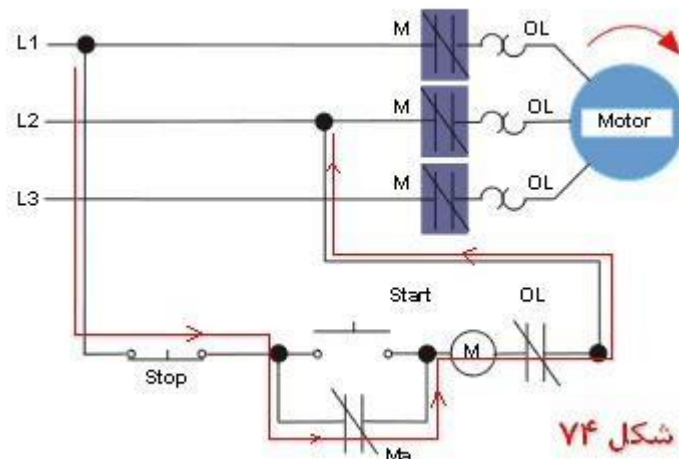 M OL
L1
Motor
M OL
L2
M OL
L3
Start OL
M
Stop
Ma
شکل ۷۴